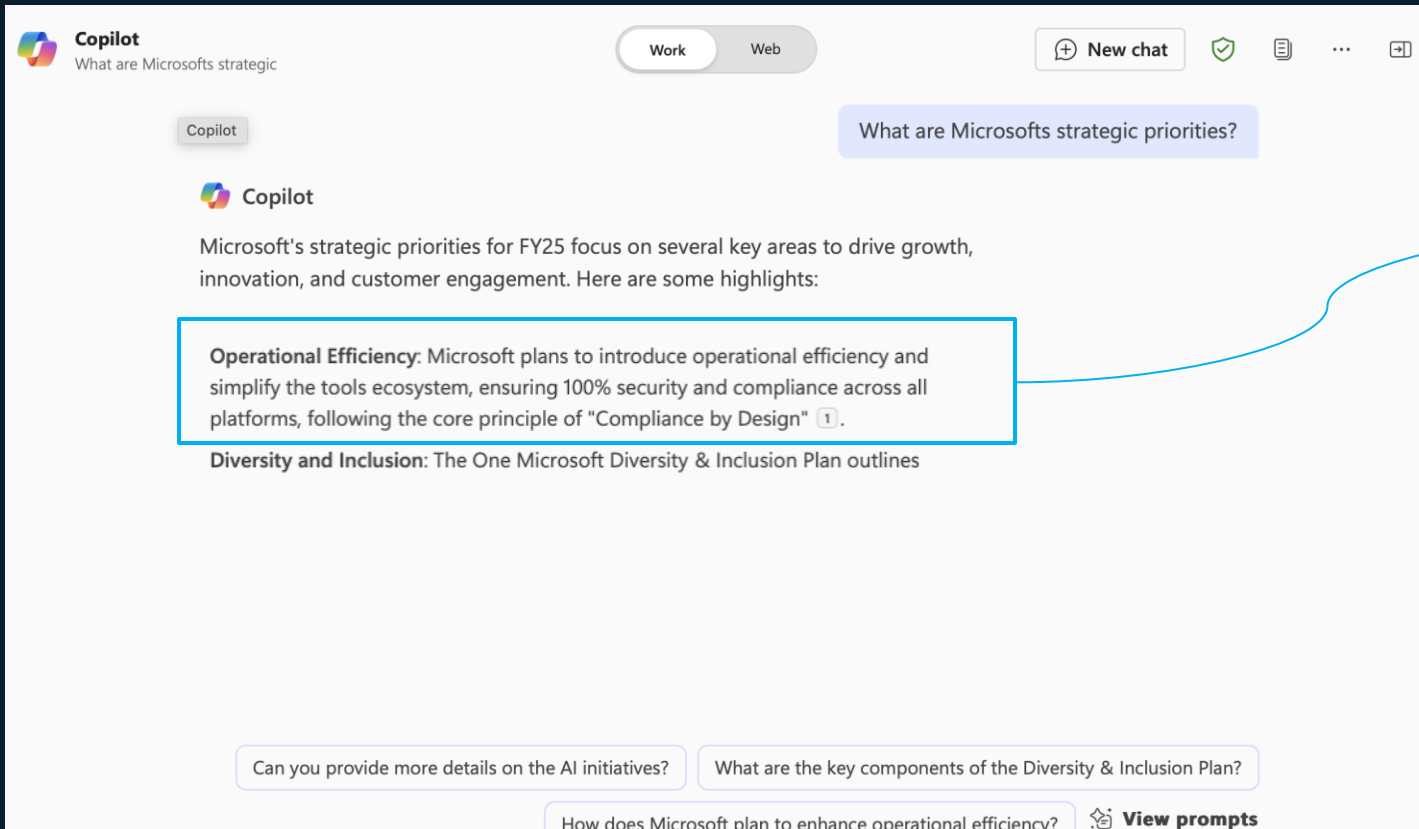 Copilot
What are Microsofts strategic
Work
Web
New chat
Copilot
What are Microsofts strategic priorities?
Copilot
Microsoft's strategic priorities for FY25 focus on several key areas to drive growth,
innovation, and customer engagement. Here are some highlights:
Operational Efficiency: Microsoft plans to introduce operational efficiency and
simplify the tools ecosystem, ensuring 100% security and compliance across all
platforms, following the core principle of "Compliance by Design" 1 .
Diversity and Inclusion: The One Microsoft Diversity & Inclusion Plan outlines
Can you provide more details on the AI initiatives?
What are the key components of the Diversity & Inclusion Plan?
How does Microsoft plan to enhance operational efficiency?
View prompts